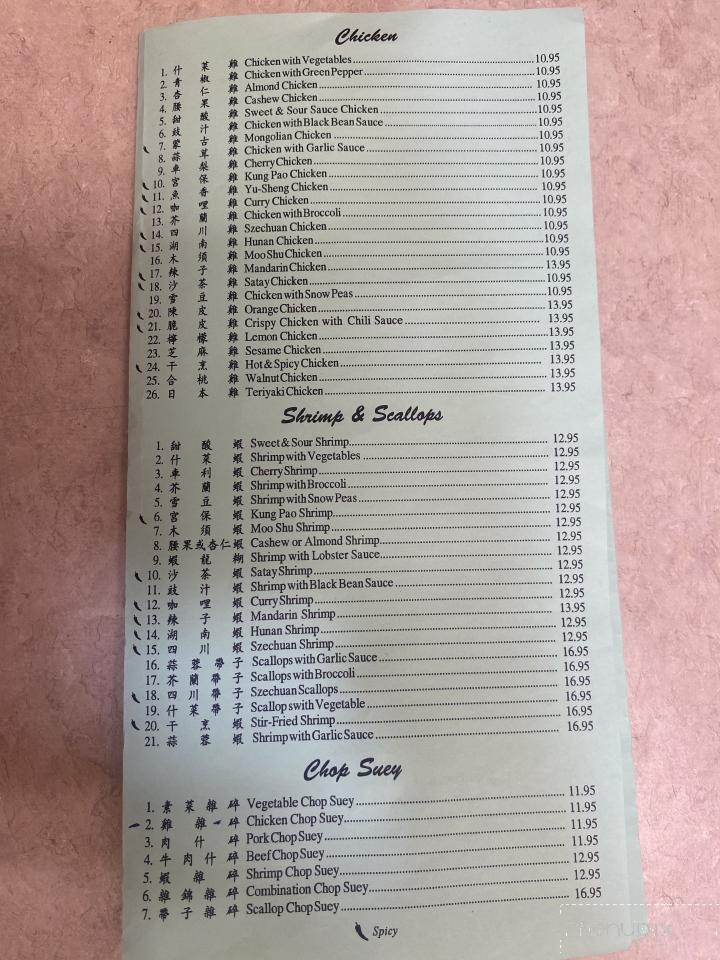 Chicken
1. 什菜雞 Chicken with Vegetables 10.95
2. 青椒雞 Chicken with Green Pepper 10.95
3. 杏仁雞 Almond Chicken 10.95
4. 腰果雞 Cashew Chicken 10.95
5. 甜酸雞 Sweet & Sour Sauce Chicken 10.95
6. 豉汁雞 Chicken with Black Bean Sauce 10.95
7. 蒙古雞 Mongolian Chicken 10.95
8. 蒜茸雞 Chicken with Garlic Sauce 10.95
9. 車梨雞 Cherry Chicken 10.95
10. 宮保雞 Kung Pao Chicken 10.95
11. 魚香雞 Yu-Sheng Chicken 10.95
12. 咖哩雞 Curry Chicken 10.95
13. 芥蘭雞 Chicken with Broccoli 10.95
14. 四川雞 Szechuan Chicken 10.95
15. 湖南雞 Hunan Chicken 10.95
16. 木須雞 Moo Shu Chicken 10.95
17. 辣子雞 Mandarin Chicken 13.95
18. 沙茶雞 Satay Chicken 10.95
19. 雪豆雞 Chicken with Snow Peas 10.95
20. 陳皮雞 Orange Chicken 13.95
21. 脆皮雞 Crispy Chicken with Chili Sauce 13.95
22. 檸檬雞 Lemon Chicken 13.95
23. 芝麻雞 Sesame Chicken 13.95
24. 干烹雞 Hot & Spicy Chicken 13.95
25. 合桃雞 Walnut Chicken 13.95
26. 日本雞 Teriyaki Chicken 13.95
Shrimp & Scallops
1. 甜酸蝦 Sweet & Sour Shrimp 12.95
2. 什菜蝦 Shrimp with Vegetables 12.95
3. 車利蝦 Cherry Shrimp 12.95
4. 芥蘭蝦 Shrimp with Broccoli 12.95
5. 雪豆蝦 Shrimp with Snow Peas 12.95
6. 宮保蝦 Kung Pao Shrimp 12.95
7. 木須蝦 Moo Shu Shrimp 12.95
8. 腰果或杏仁蝦 Cashew or Almond Shrimp 12.95
9. 蝦龍糊 Shrimp with Lobster Sauce 12.95
10. 沙茶蝦 Satay Shrimp 12.95
11. 豉汁蝦 Shrimp with Black Bean Sauce 12.95
12. 咖哩蝦 Curry Shrimp 12.95
13. 辣子蝦 Mandarin Shrimp 13.95
14. 湖南蝦 Hunan Shrimp 12.95
15. 四川蝦 Szechuan Shrimp 12.95
16. 蒜蓉帶子 Scallops with Garlic Sauce 16.95
17. 芥蘭帶子 Scallops with Broccoli 16.95
18. 四川帶子 Szechuan Scallops 16.95
19. 什菜帶子 Scallop swith Vegetable 16.95
20. 干烹蝦 Stir-Fried Shrimp 16.95
21. 蒜蓉蝦 Shrimp with Garlic Sauce 16.95
Chop Suey
1. 素菜雜碎 Vegetable Chop Suey 11.95
2. 雞雜碎 Chicken Chop Suey 11.95
3. 肉什碎 Pork Chop Suey 11.95
4. 牛肉什碎 Beef Chop Suey 11.95
5. 蝦雜碎 Shrimp Chop Suey 12.95
6. 雜錦雜碎 Combination Chop Suey 12.95
7. 帶子雜碎 Scallop Chop Suey 16.95
Spicy
menupix